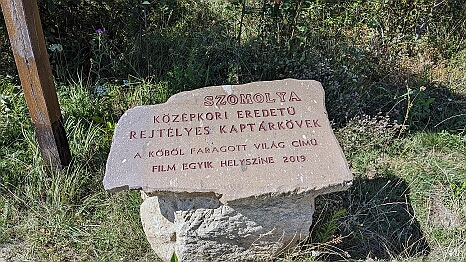 SZOMOLYA
KÖZÉPKORI EREDETŰ
REJTÉLYES KAPTÁRKÖVEK
A KŐBŐL FARAGOTT VILÁG CÍMŰ
FILM EGYIK HELYSZÍNE 2019